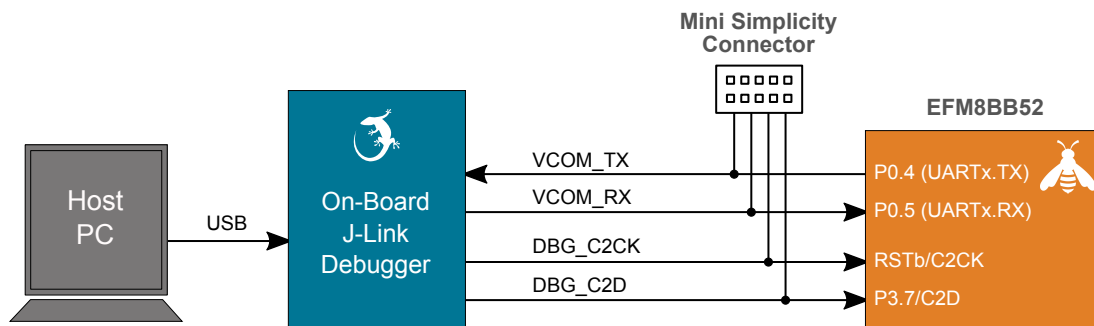 Mini Simplicity
Connector
EFM8BB52
Host
PC
USB
On-Board
J-Link
Debugger
VCOM_TX
VCOM_RX
DBG_C2CK
DBG_C2D
P0.4 (UARTx.TX)
P0.5 (UARTx.RX)
RSTb/C2CK
P3.7/C2D